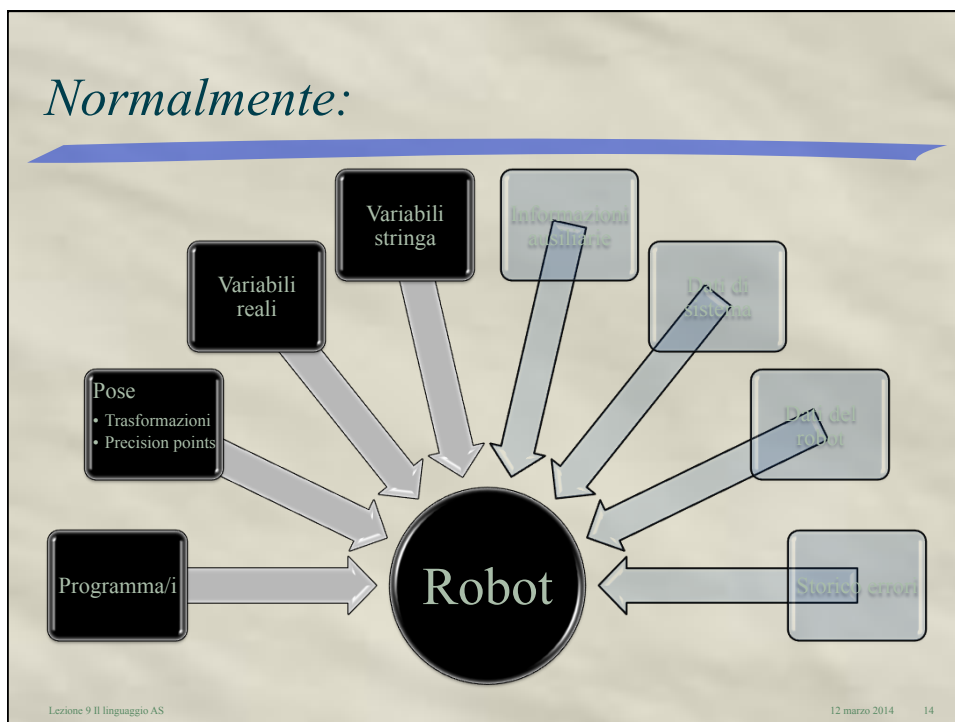 Normalmente:
Variabili
stringa
Informazioni
ausiliarie
Variabili
reali
Dati di
sistema
Pose
• Trasformazioni
• Precision points
Dati del
robot
Programma/i
Robot
Storico errori
Lezione 9 Il linguaggio AS
12 marzo 2014
14